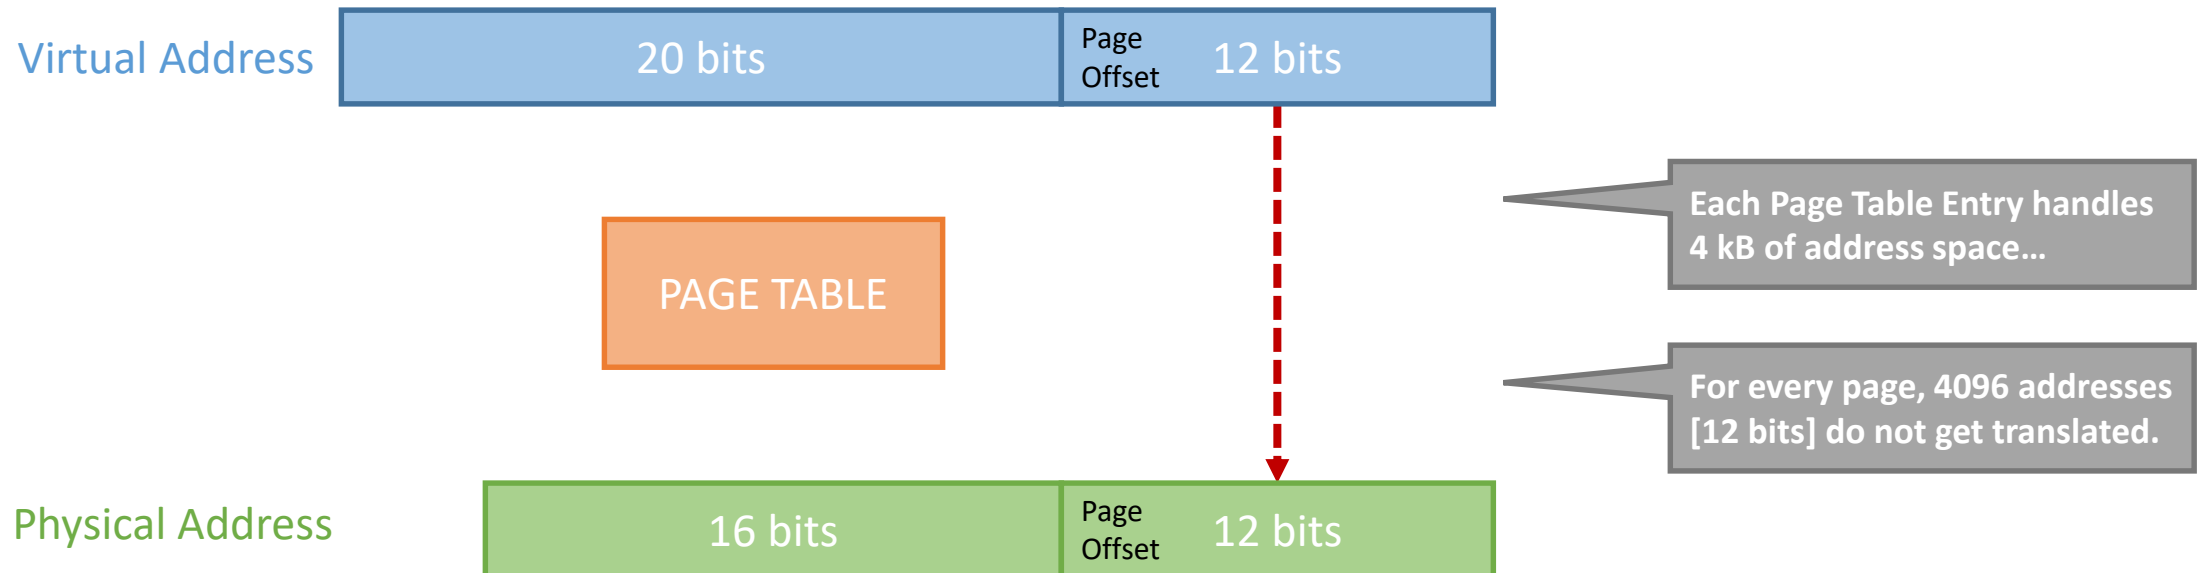 Virtual Address
20 bits
Page
Offset
12 bits
Each Page Table Entry handles
4 kB of address space…
PAGE TABLE
For every page, 4096 addresses
[12 bits] do not get translated.
Physical Address
16 bits
Page
Offset
12 bits